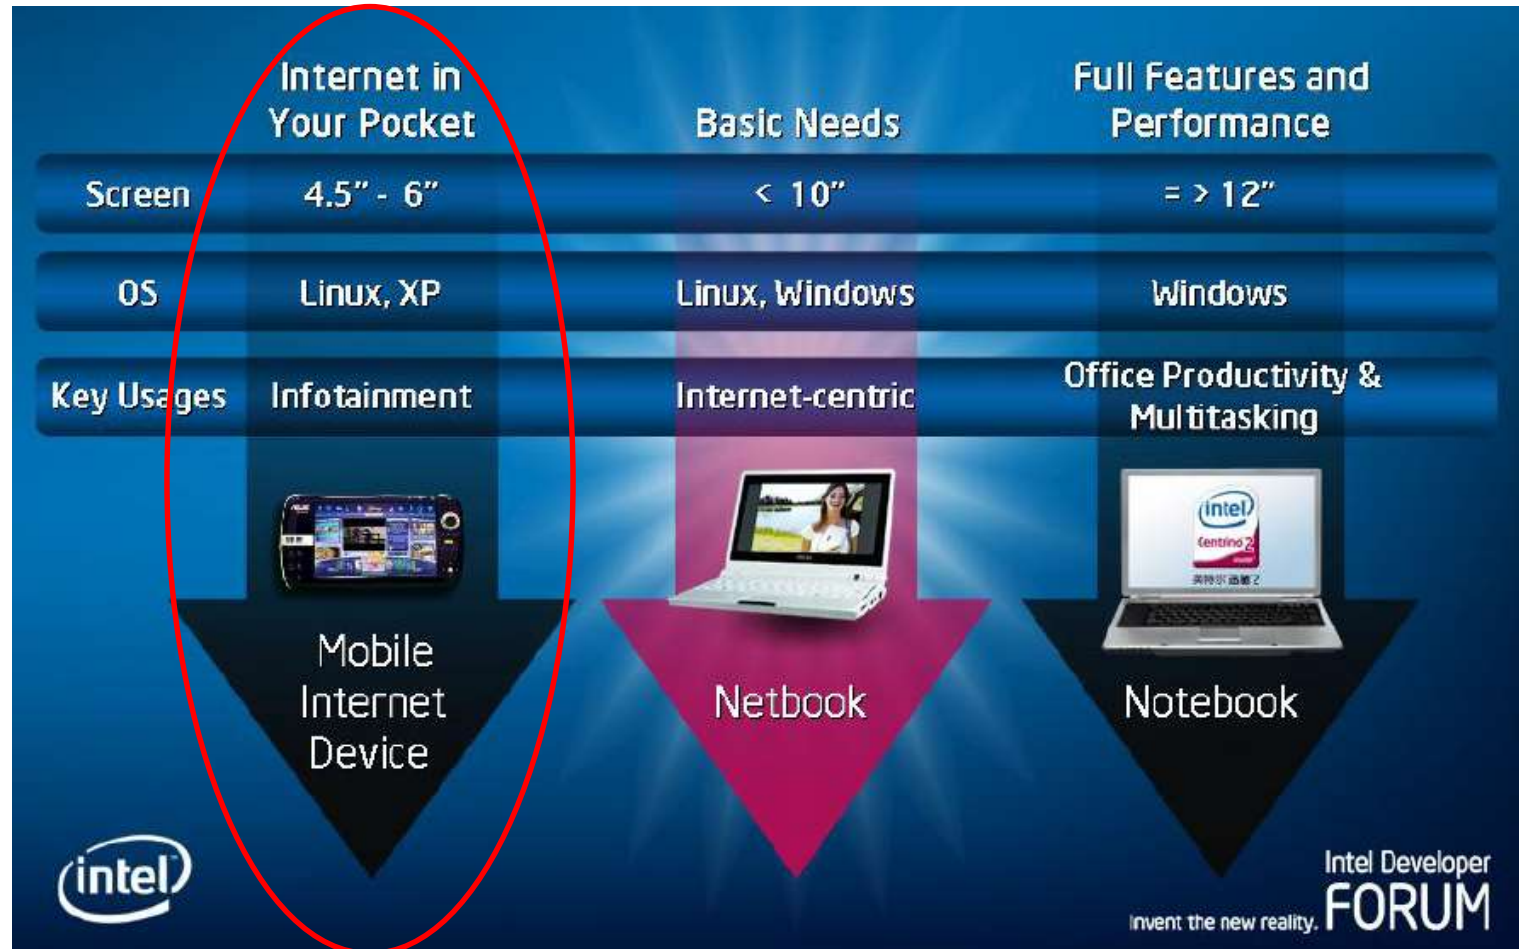 Internet in
Your Pocket
Basic Needs
Full Features and
Performance
Screen 4.5” - 6” < 10” = > 12”
OS Linux, XP Linux, Windows Windows
Key Usages Infotainment Internet-centric Office Productivity &
Multitasking
intel
Centrino 2
Mobile
Internet
Device
Netbook
Notebook
intel
Intel Developer
FORUM
Invent the new reality.